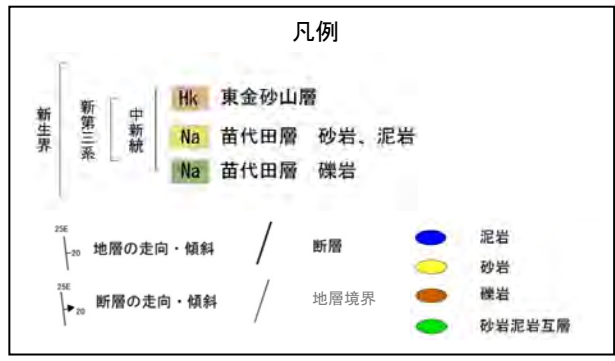 凡例
新生界
新第三系
中新統
Hk 東金砂山層
Na 苗代田層 砂岩、泥岩
Na 苗代田層 礫岩
25E
20
地層の走向・傾斜
断層
25E
20
断層の走向・傾斜
地層境界
泥岩
砂岩
礫岩
砂岩泥岩互層